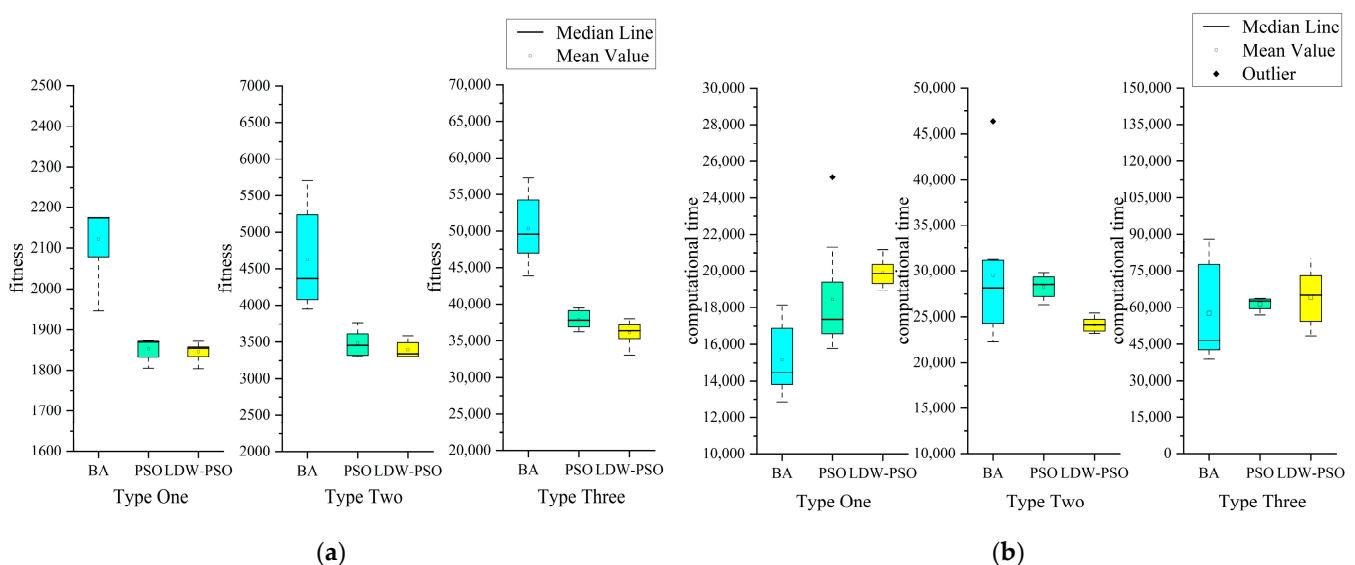 Median Line
Mean Value
2500
2400
2300
2200
2100
2000
1900
1800
1700
1600
fitness
BA
PSO
LDW-PSO
Type One
7000
6500
6000
5500
5000
4500
4000
3500
3000
2500
2000
fitness
BA
PSO
LDW-PSO
Type Two
70,000
65,000
60,000
55,000
50,000
45,000
40,000
35,000
30,000
25,000
20,000
fitness
BA
PSO
LDW-PSO
Type Three
(a)
Median Line
Mean Value
Outlier
30,000
28,000
26,000
24,000
22,000
20,000
18,000
16,000
14,000
12,000
10,000
computational time
BA
PSO
LDW-PSO
Type One
50,000
45,000
40,000
35,000
30,000
25,000
20,000
15,000
10,000
computational time
BA
PSO
LDW-PSO
Type Two
150,000
135,000
120,000
105,000
90,000
75,000
60,000
45,000
30,000
15,000
0
computational time
BA
PSO
LDW-PSO
Type Three
(b)